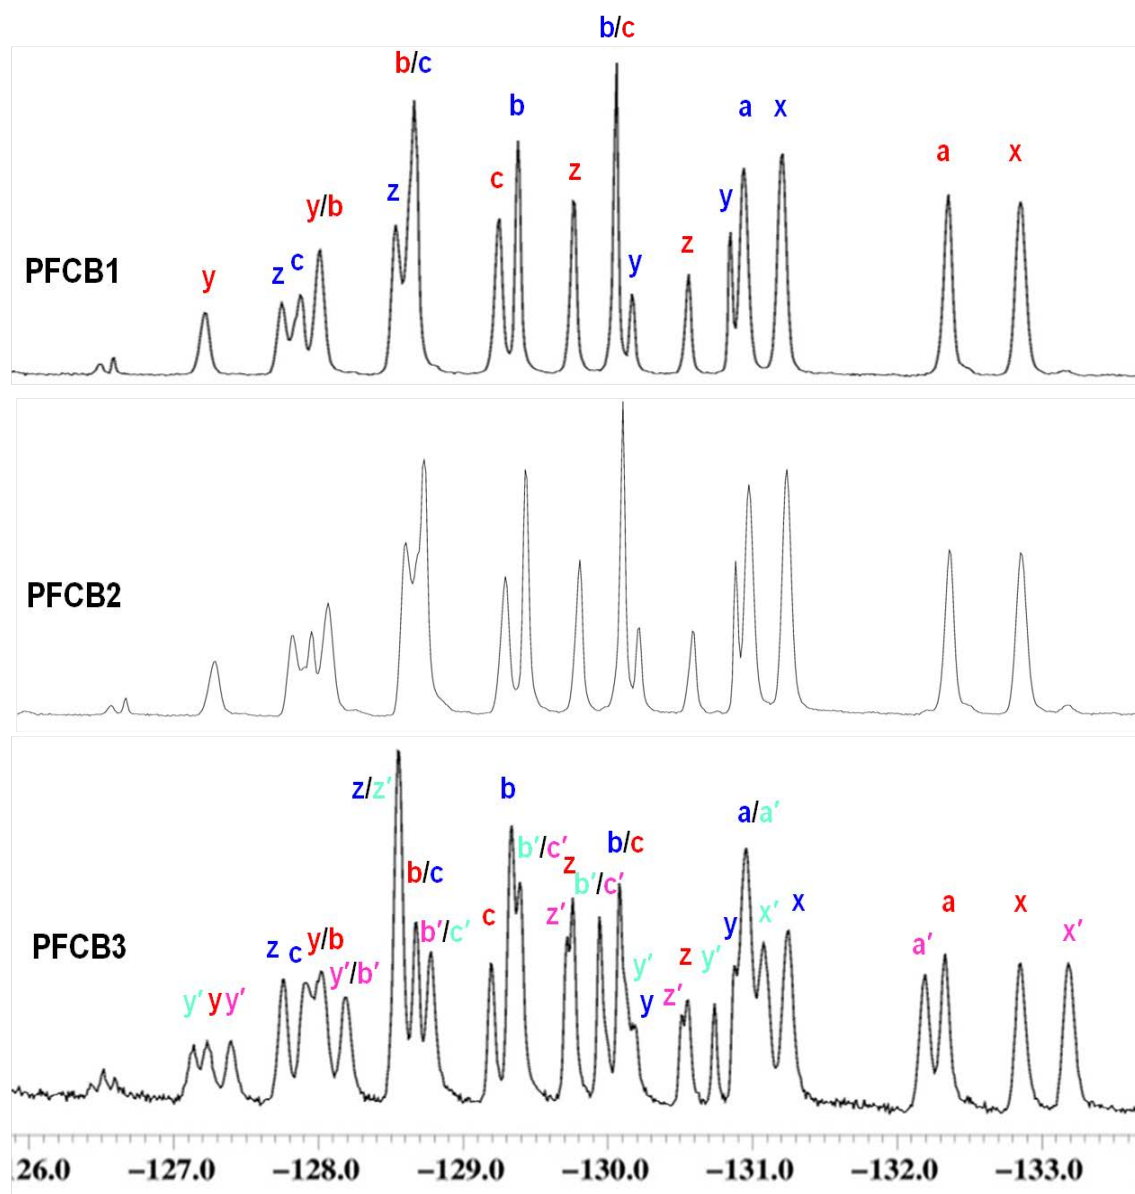 b/c
b/c
b
a x
a x
c z
z
y/b
y
z
y
z c
y
PFCB1
PFCB2
z/z′
b
a/a′
b′/c′
b/c
z
b/c
b′/c′
x
a
x
c
z′
y
x′
b′/c′
y/b
z c
y′
z
y′
a′
x′
PFCB3
y′/b′
y′ y y′
y
z′
26.0 −127.0 −128.0 −129.0 −130.0 −131.0 −132.0 −133.0